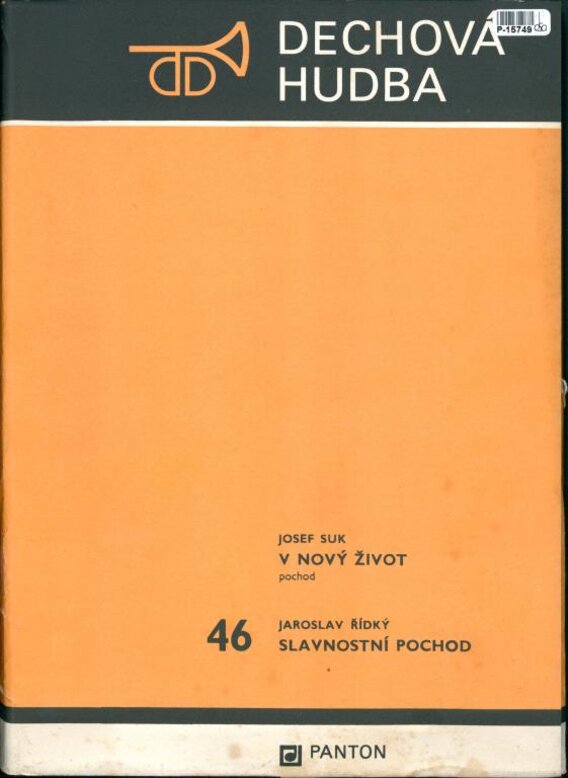 DECHOVÁ
HUDBA
P-15749
JOSEF SUK
V NOVÝ ŽIVOT
pochod
46
JAROSLAV ŘÍDKÝ
SLAVNOSTNÍ POCHOD
PANTON